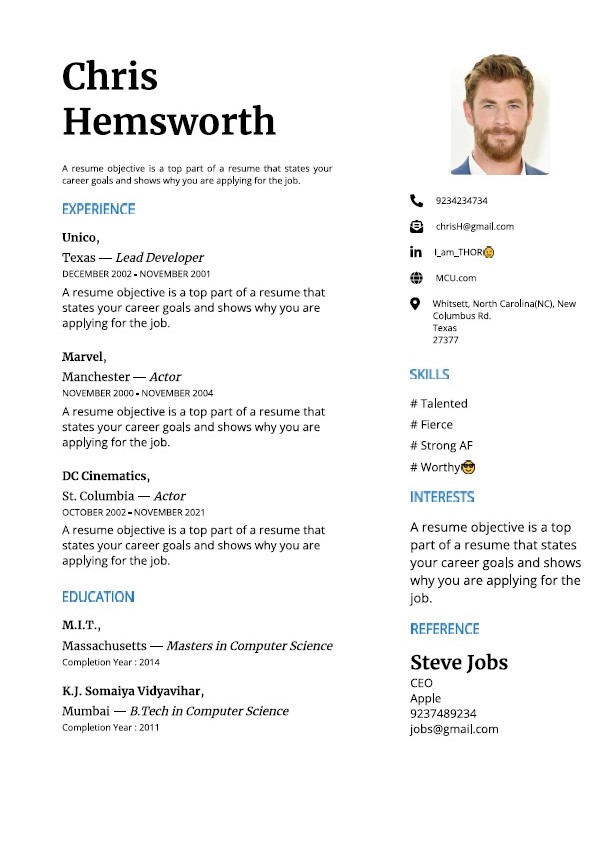 Chris
Hemsworth
A resume objective is a top part of a resume that states your
career goals and shows why you are applying for the job.
EXPERIENCE
Unico,
Texas — Lead Developer
DECEMBER 2002 - NOVEMBER 2001
A resume objective is a top part of a resume that
states your career goals and shows why you are
applying for the job.
Marvel,
Manchester — Actor
NOVEMBER 2000 - NOVEMBER 2004
A resume objective is a top part of a resume that
states your career goals and shows why you are
applying for the job.
DC Cinematics,
St. Columbia — Actor
OCTOBER 2002 - NOVEMBER 2021
A resume objective is a top part of a resume that
states your career goals and shows why you are
applying for the job.
EDUCATION
M.I.T.,
Massachusetts — Masters in Computer Science
Completion Year : 2014
K.J. Somaiya Vidyavihar,
Mumbai — B.Tech in Computer Science
Completion Year : 2011
9234234734
chrisH@gmail.com
in I_am_THOR
MCU.com
Whitsett, North Carolina(NC), New
Columbus Rd.
Texas
27377
SKILLS
# Talented
# Fierce
# Strong AF
# Worthy😎
INTERESTS
A resume objective is a top
part of a resume that states
your career goals and shows
why you are applying for the
job.
REFERENCE
Steve Jobs
CEO
Apple
9237489234
jobs@gmail.com